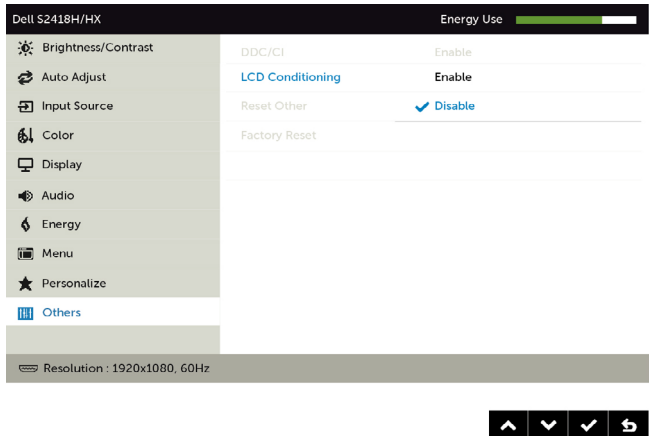 Dell S2418H/HX Energy Use
Brightness/Contrast DDC/CI Enable
Auto Adjust LCD Conditioning Enable
Input Source Reset Other Disable
Color Factory Reset
Display
Audio
Energy
Menu
Personalize
Others
Resolution : 1920x1080, 60Hz